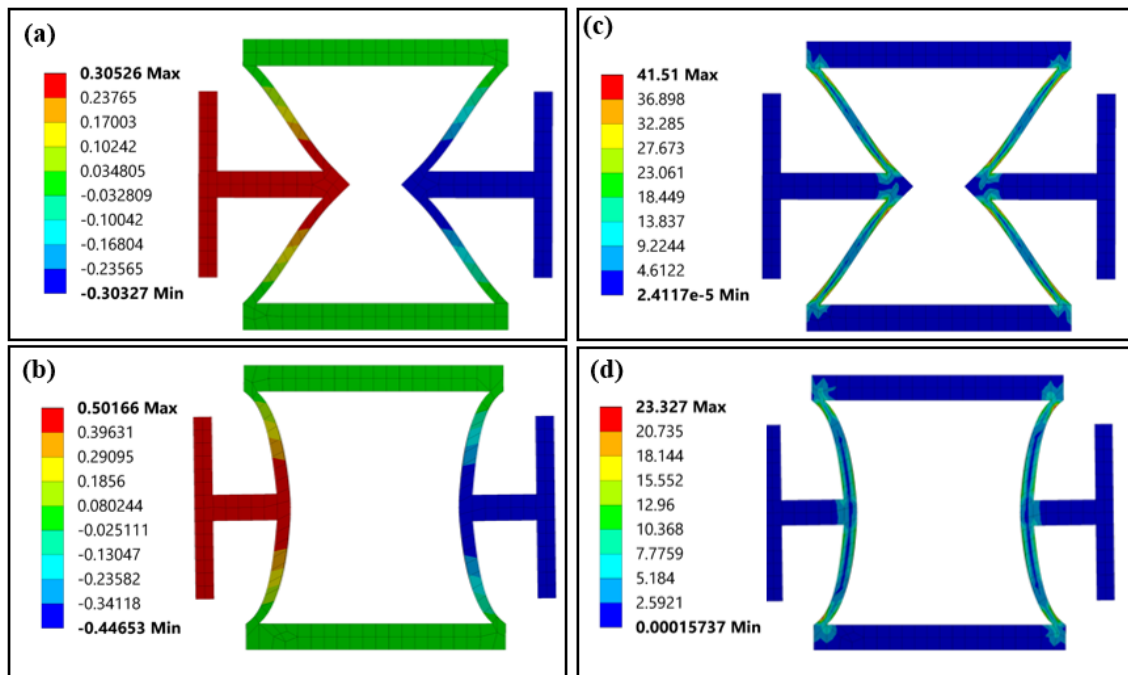 (a)
0.30526 Max
0.23765
0.17003
0.10242
0.034805
-0.032809
-0.10042
-0.16804
-0.23565
-0.30327 Min
(c)
41.51 Max
36.898
32.285
27.673
23.061
18.449
13.837
9.2244
4.6122
2.4117e-5 Min
(b)
0.50166 Max
0.39631
0.29095
0.1856
0.080244
-0.025111
-0.13047
-0.23582
-0.34118
-0.44653 Min
(d)
23.327 Max
20.735
18.144
15.552
12.96
10.368
7.7759
5.184
2.5921
0.00015737 Min